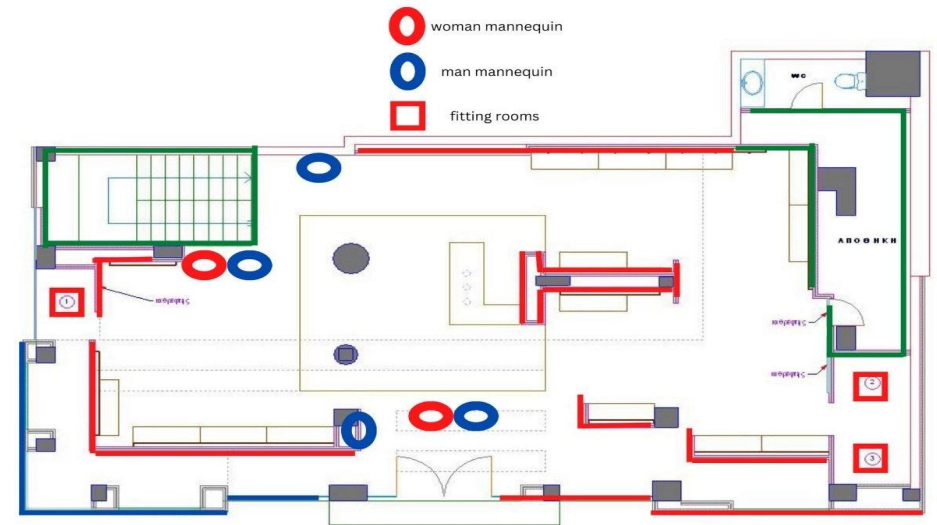 woman mannequin
man mannequin
fitting rooms
WC
ΑΠΟΘΗΚΗ
1
2
3